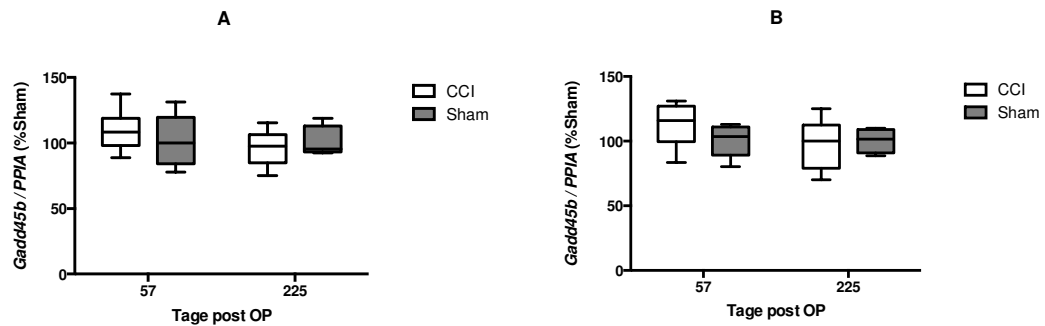 A
Gadd45b / PPIA (%Sham)
150
100
50
0
57
225
Tage post OP
CCI
Sham
B
Gadd45b / PPIA (%Sham)
150
100
50
0
57
225
Tage post OP
CCI
Sham